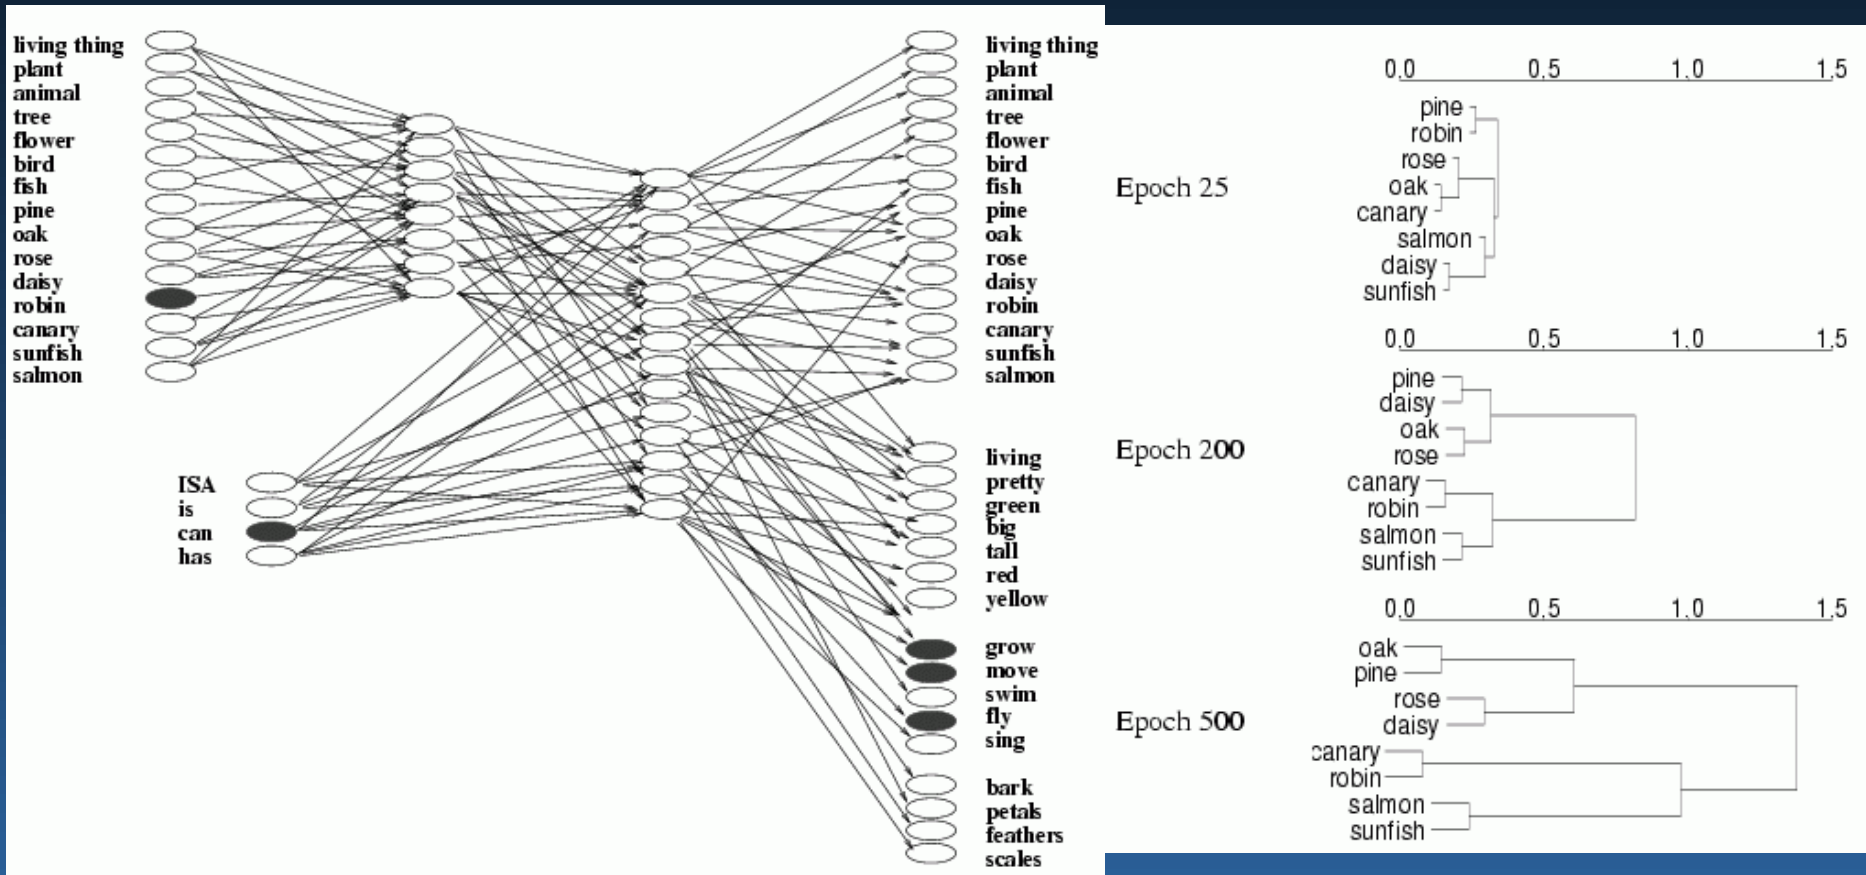 living thing
plant
animal
tree
flower
bird
fish
pine
oak
rose
daisy
robin
canary
sunfish
salmon
ISA
is
can
has
living thing
plant
animal
tree
flower
bird
fish
pine
oak
rose
daisy
robin
canary
sunfish
salmon
living
pretty
green
big
tall
red
yellow
grow
move
swim
fly
sing
bark
petals
feathers
scales
Epoch 25
0.0 0.5 1.0 1.5
pine
robin
rose
oak
canary
salmon
daisy
sunfish
Epoch 200
0.0 0.5 1.0 1.5
pine
daisy
oak
rose
canary
robin
salmon
sunfish
Epoch 500
0.0 0.5 1.0 1.5
oak
pine
rose
daisy
canary
robin
salmon
sunfish